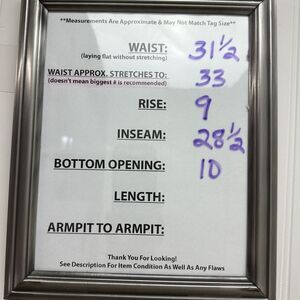 **Measurements Are Approximate & May Not Match Tag Size**
WAIST: 31 1/2
(laying flat without stretching)
WAIST APPROX. STRETCHES TO: 33
(doesn't mean biggest # is recommended)
RISE: 9
INSEAM: 28 1/2
BOTTOM OPENING: 10
LENGTH:
ARMPIT TO ARMPIT:
Thank You For Looking!
See Description For Item Condition As Well As Any Flaws